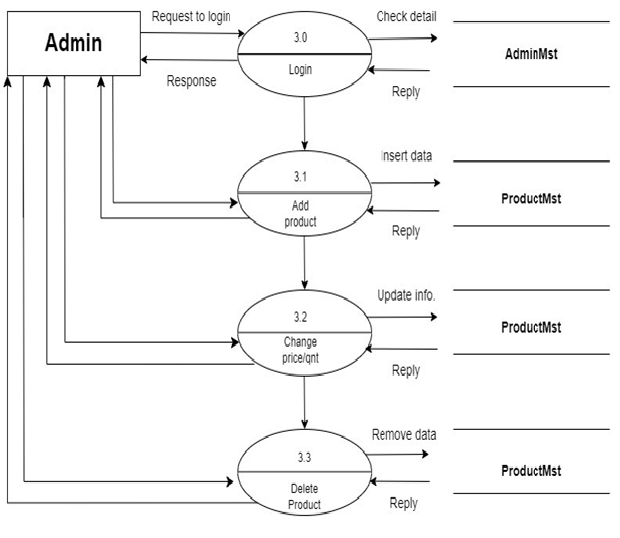 Request to login
Check detail
Admin
3.0
AdminMst
Login
Response
Reply
Insert data
3.1
ProductMst
Add
product
Reply
Update info.
3.2
ProductMst
Change
price/qnt
Reply
Remove data
3.3
ProductMst
Delete
Product
Reply